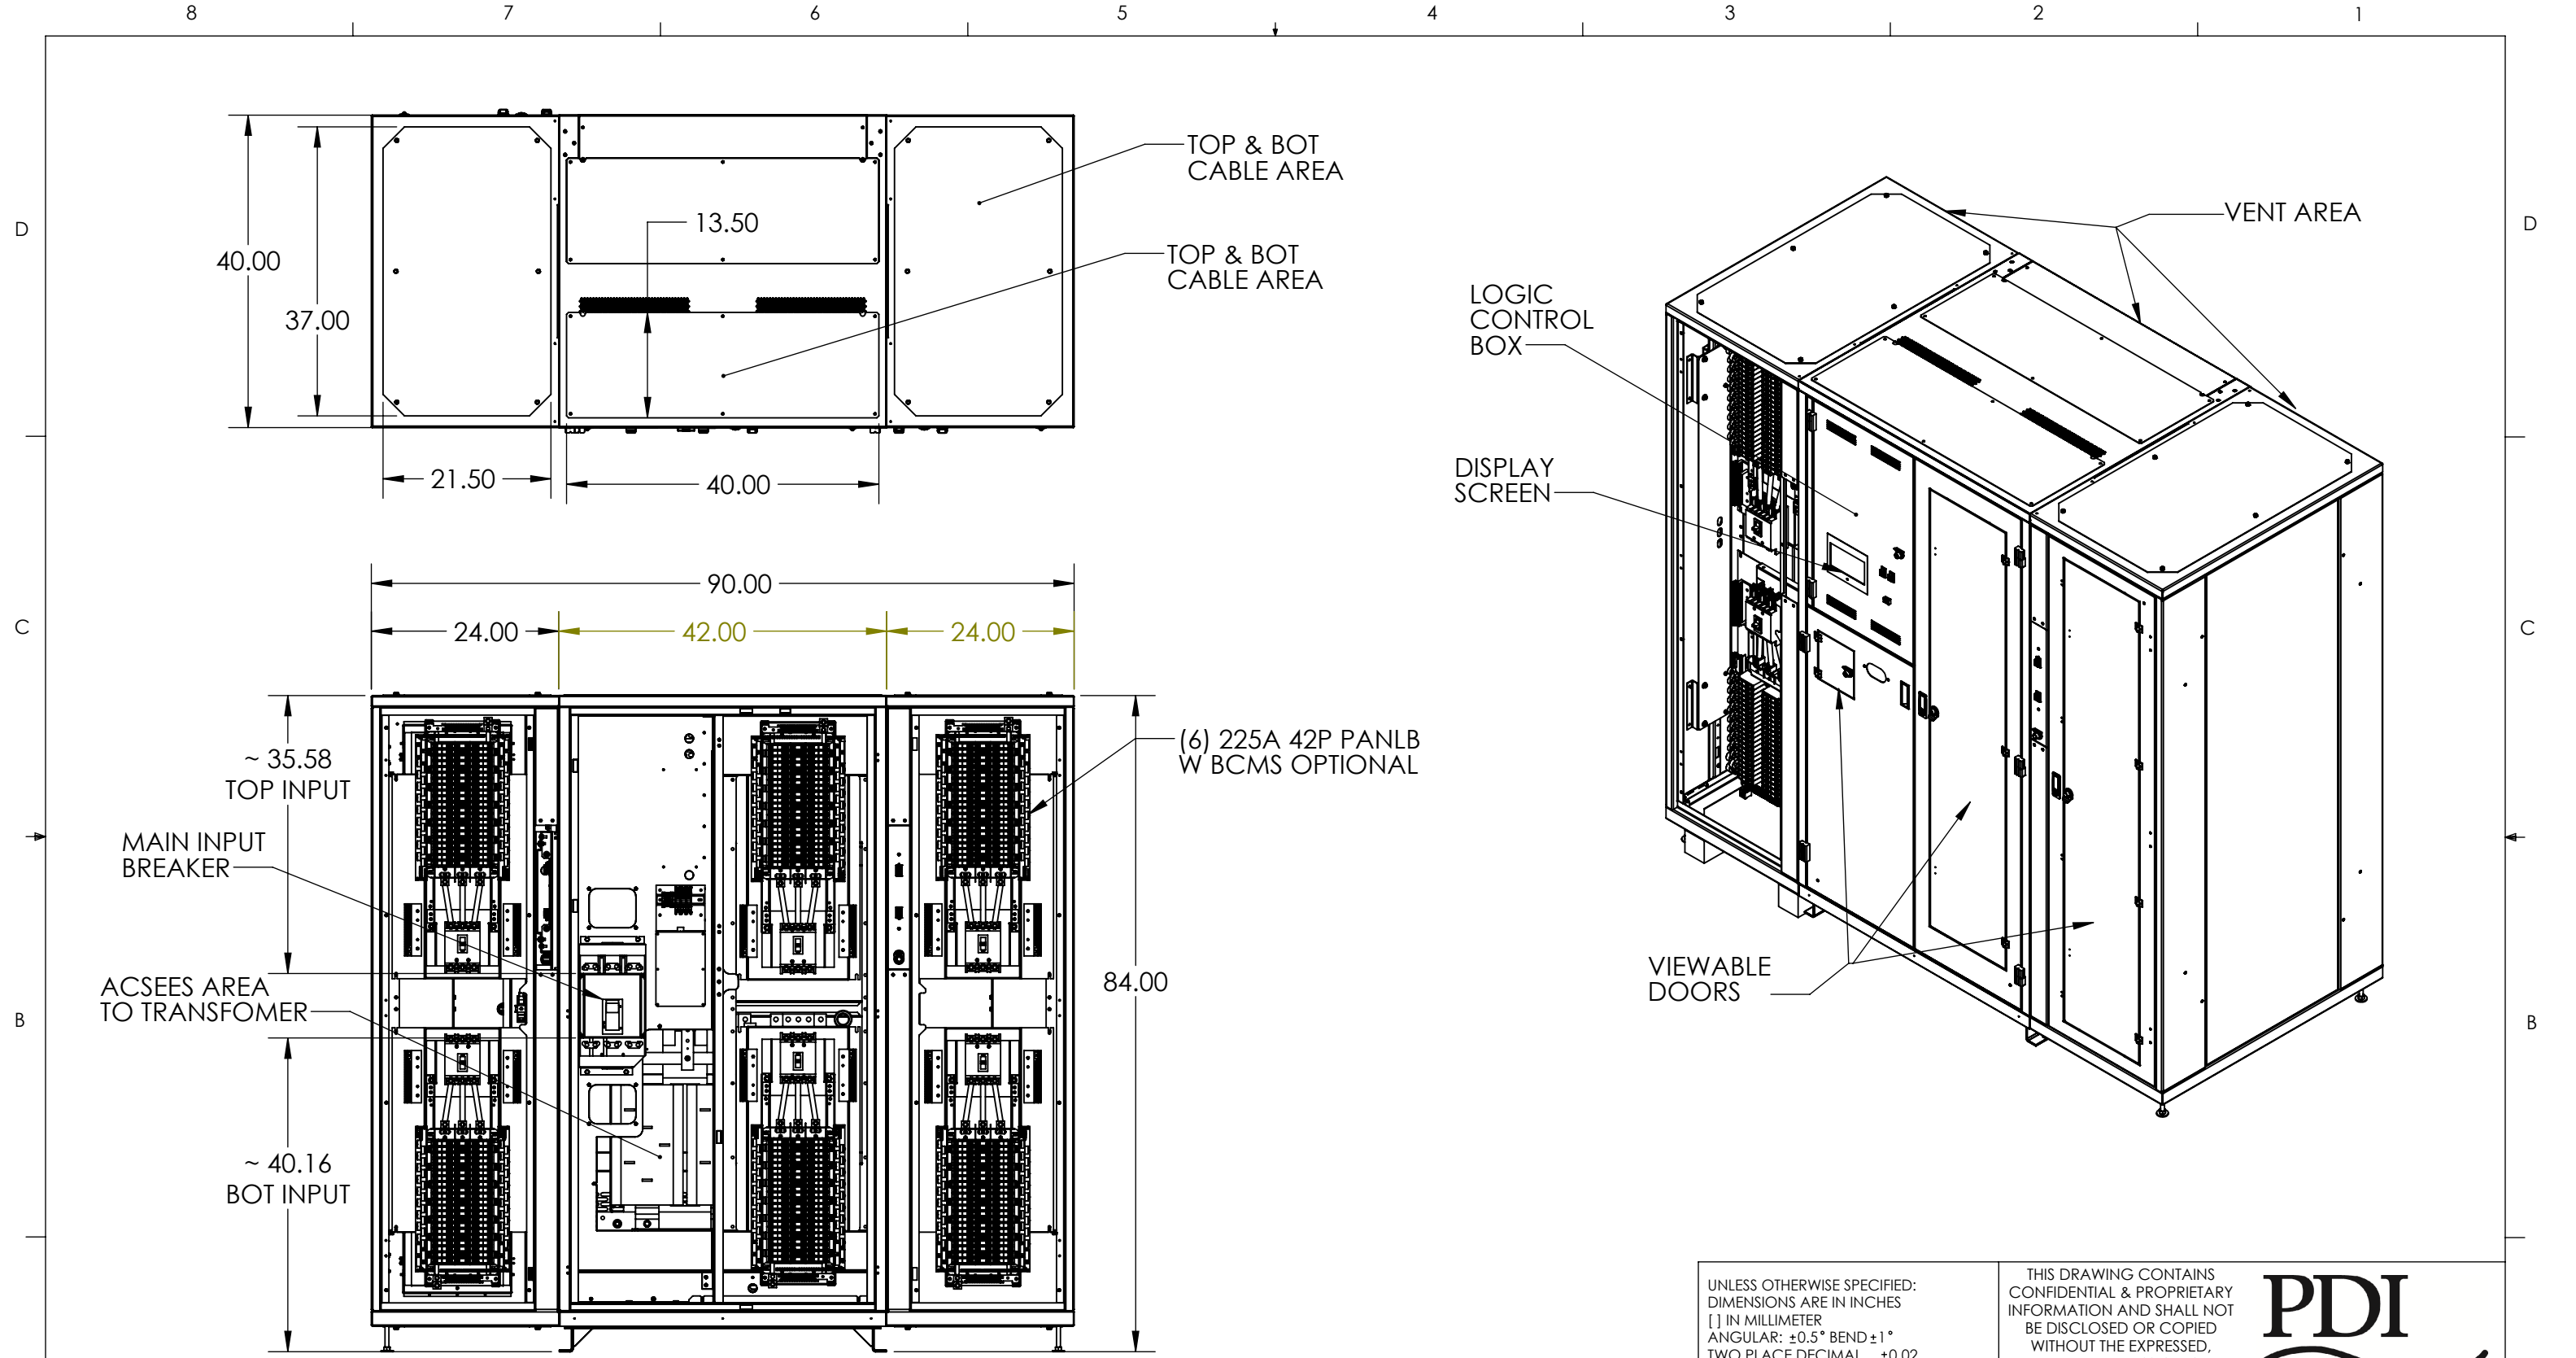 8 7 6 5 4 3 2 1
D
D
C
C
B
B
40.00
37.00
13.50
21.50
40.00
TOP & BOT
CABLE AREA
TOP & BOT
CABLE AREA
VENT AREA
LOGIC
CONTROL
BOX
DISPLAY
SCREEN
VIEWABLE
DOORS
90.00
24.00
42.00
24.00
~ 35.58
TOP INPUT
MAIN INPUT
BREAKER
ACSEES AREA
TO TRANSFOMER
~ 40.16
BOT INPUT
(6) 225A 42P PANLB
W BCMS OPTIONAL
84.00
UNLESS OTHERWISE SPECIFIED:
DIMENSIONS ARE IN INCHES
[ ] IN MILLIMETER
ANGULAR: ±0.5° BEND ±1°
TWO PLACE DECIMAL ±0.02
THIS DRAWING CONTAINS
CONFIDENTIAL & PROPRIETARY
INFORMATION AND SHALL NOT
BE DISCLOSED OR COPIED
WITHOUT THE EXPRESSED,
PDI